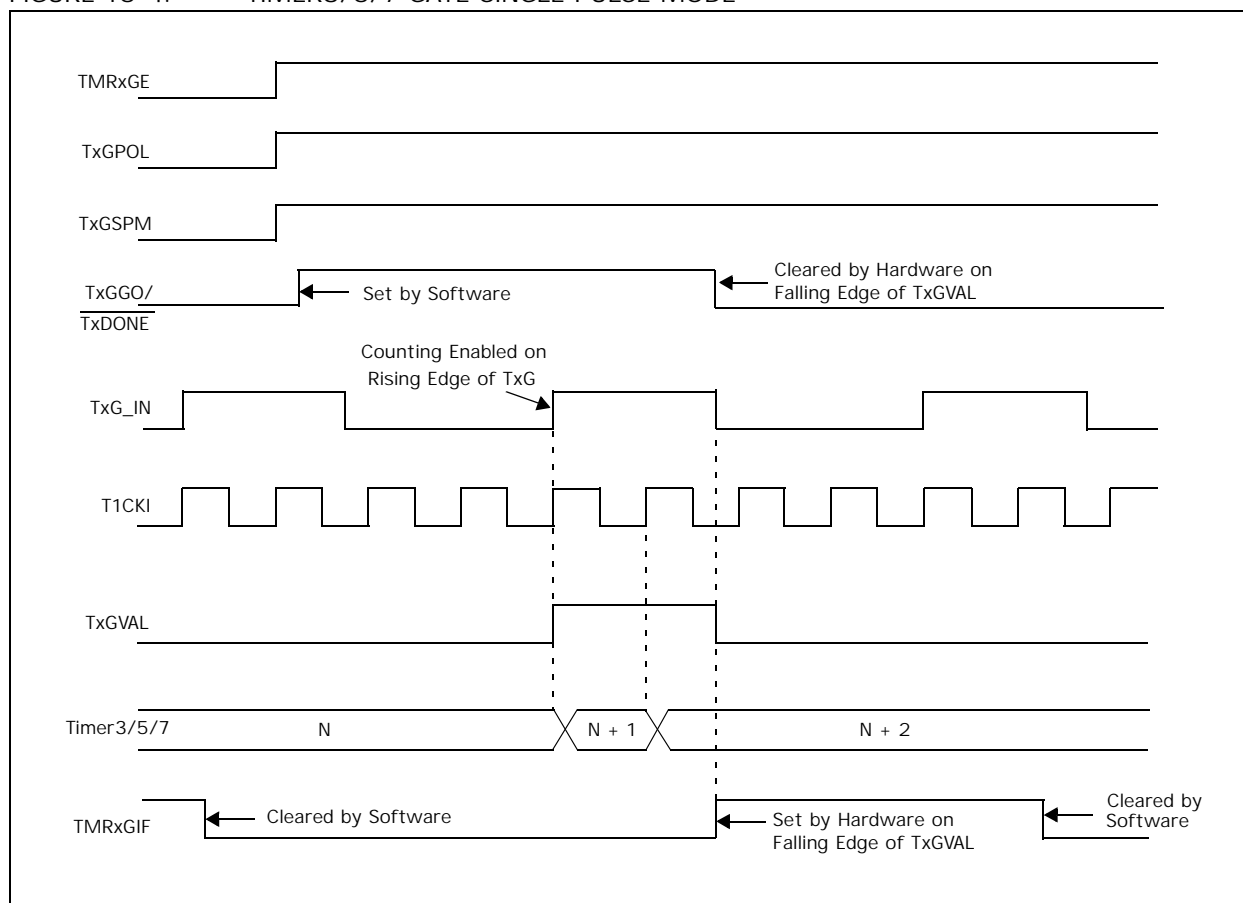 TMRxGE
TxGPOL
TxGSPM
TxGGO/
TxDONE
Set by Software
Cleared by Hardware on
Falling Edge of TxGVAL
Counting Enabled on
Rising Edge of TxG
TxG_IN
T1CKI
TxGVAL
Timer3/5/7
N
N + 1
N + 2
TMRxGIF
Cleared by Software
Set by Hardware on
Falling Edge of TxGVAL
Cleared by
Software